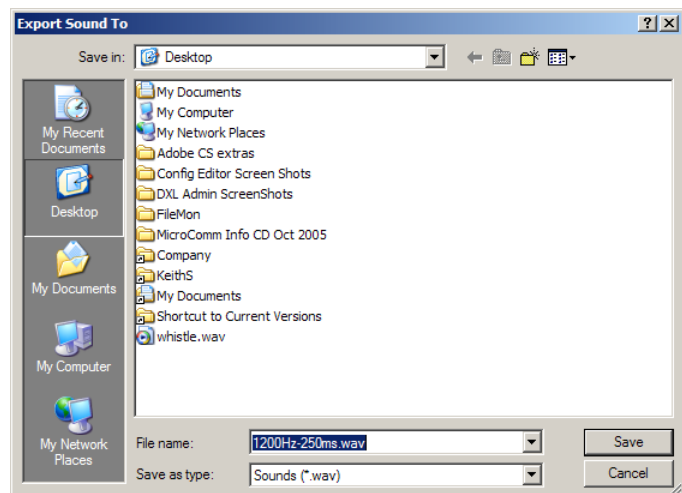 Export Sound To
Save in:
Desktop
My Recent
Documents
Desktop
My Documents
My Computer
My Network
Places
My Documents
My Computer
My Network Places
Adobe CS extras
Config Editor Screen Shots
DXL Admin ScreenShots
FileMon
MicroComm Info CD Oct 2005
Company
KeithS
My Documents
Shortcut to Current Versions
whistle.wav
File name:
1200Hz-250ms.wav
Save
Save as type:
Sounds (*.wav)
Cancel